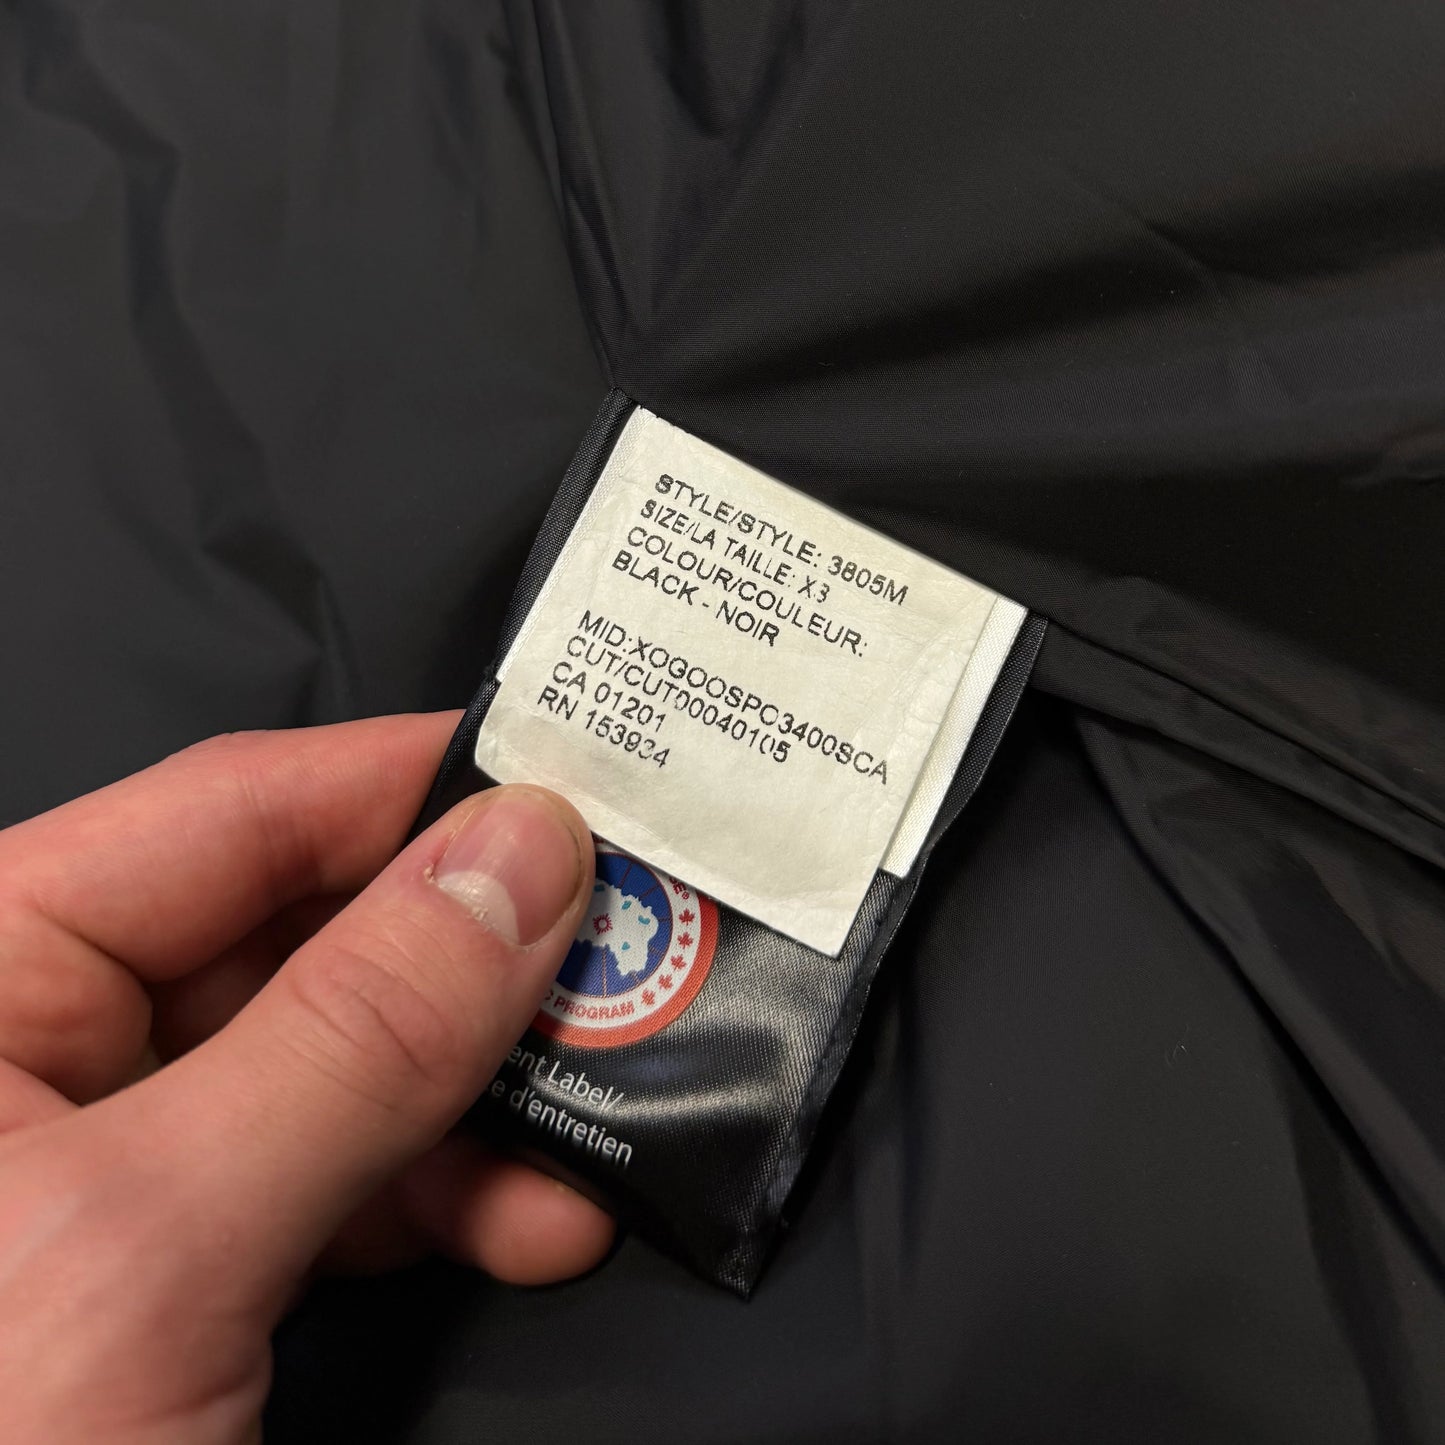 STYLE/STYLE: 3805M
SIZE/LA TAILLE: XS
COLOUR/COULEUR:
BLACK - NOIR
MID:XOGOOSPO3400SCA
CUT/CUT00040105
CA 01201
RN 153934
PROGRAM
Label/
d'entretien